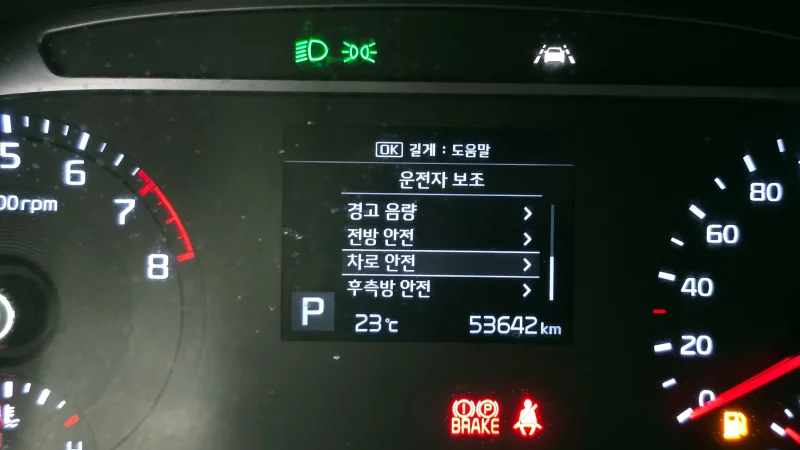 OK 길게 : 도움말
운전자 보조
경고 음량
전방 안전
차로 안전
후측방 안전
P
23℃
53642 km
5
6
7
8
00rpm
80
60
40
20
0
H
BRAKE